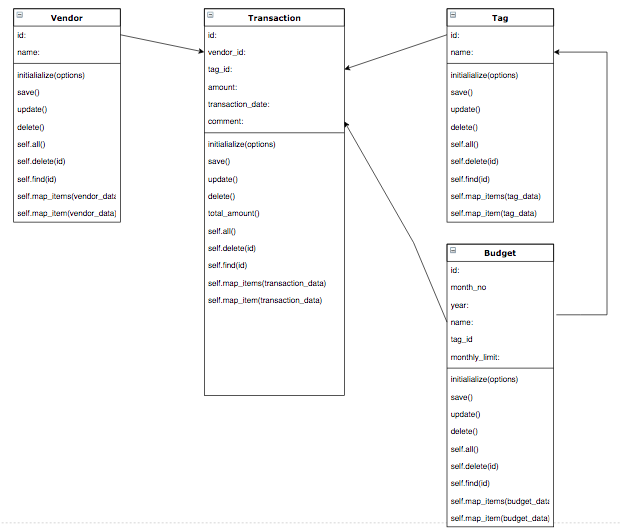 Vendor
id:
name:
initialialize(options)
save()
update()
delete()
self.all()
self.delete(id)
self.find(id)
self.map_items(vendor_data
self.map_item(vendor_data)
Transaction
id:
vendor_id:
tag_id:
amount:
transaction_date:
comment:
initialialize(options)
save()
update()
delete()
total_amount()
self.all()
self.delete(id)
self.find(id)
self.map_items(transaction_data)
self.map_item(transaction_data)
Tag
id:
name:
initialialize(options)
save()
update()
delete()
self.all()
self.delete(id)
self.find(id)
self.map_items(tag_data)
self.map_item(tag_data)
Budget
id:
month_no
year:
name:
tag_id
monthly_limit:
initialialize(options)
save()
update()
delete()
self.all()
self.delete(id)
self.find(id)
self.map_items(budget_data
self.map_item(budget_data)